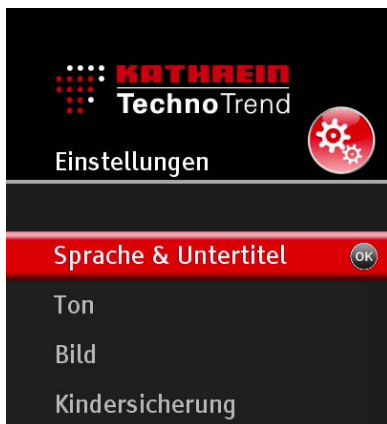 KATHREIN
TechnoTrend
Einstellungen
Sprache & Untertitel OK
Ton
Bild
Kindersicherung